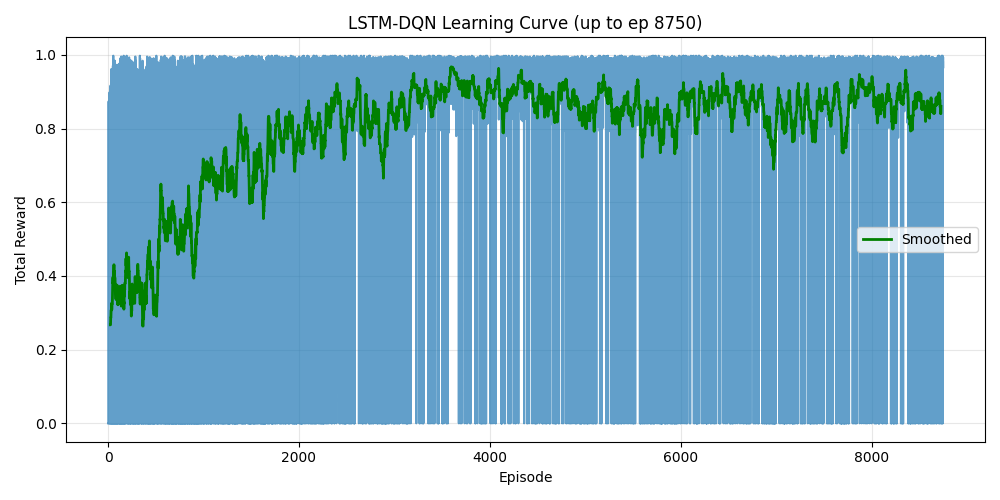 LSTM-DQN Learning Curve (up to ep 8750)
Total Reward
1.0
0.8
0.6
0.4
0.2
0.0
Smoothed
0 2000 4000 6000 8000
Episode